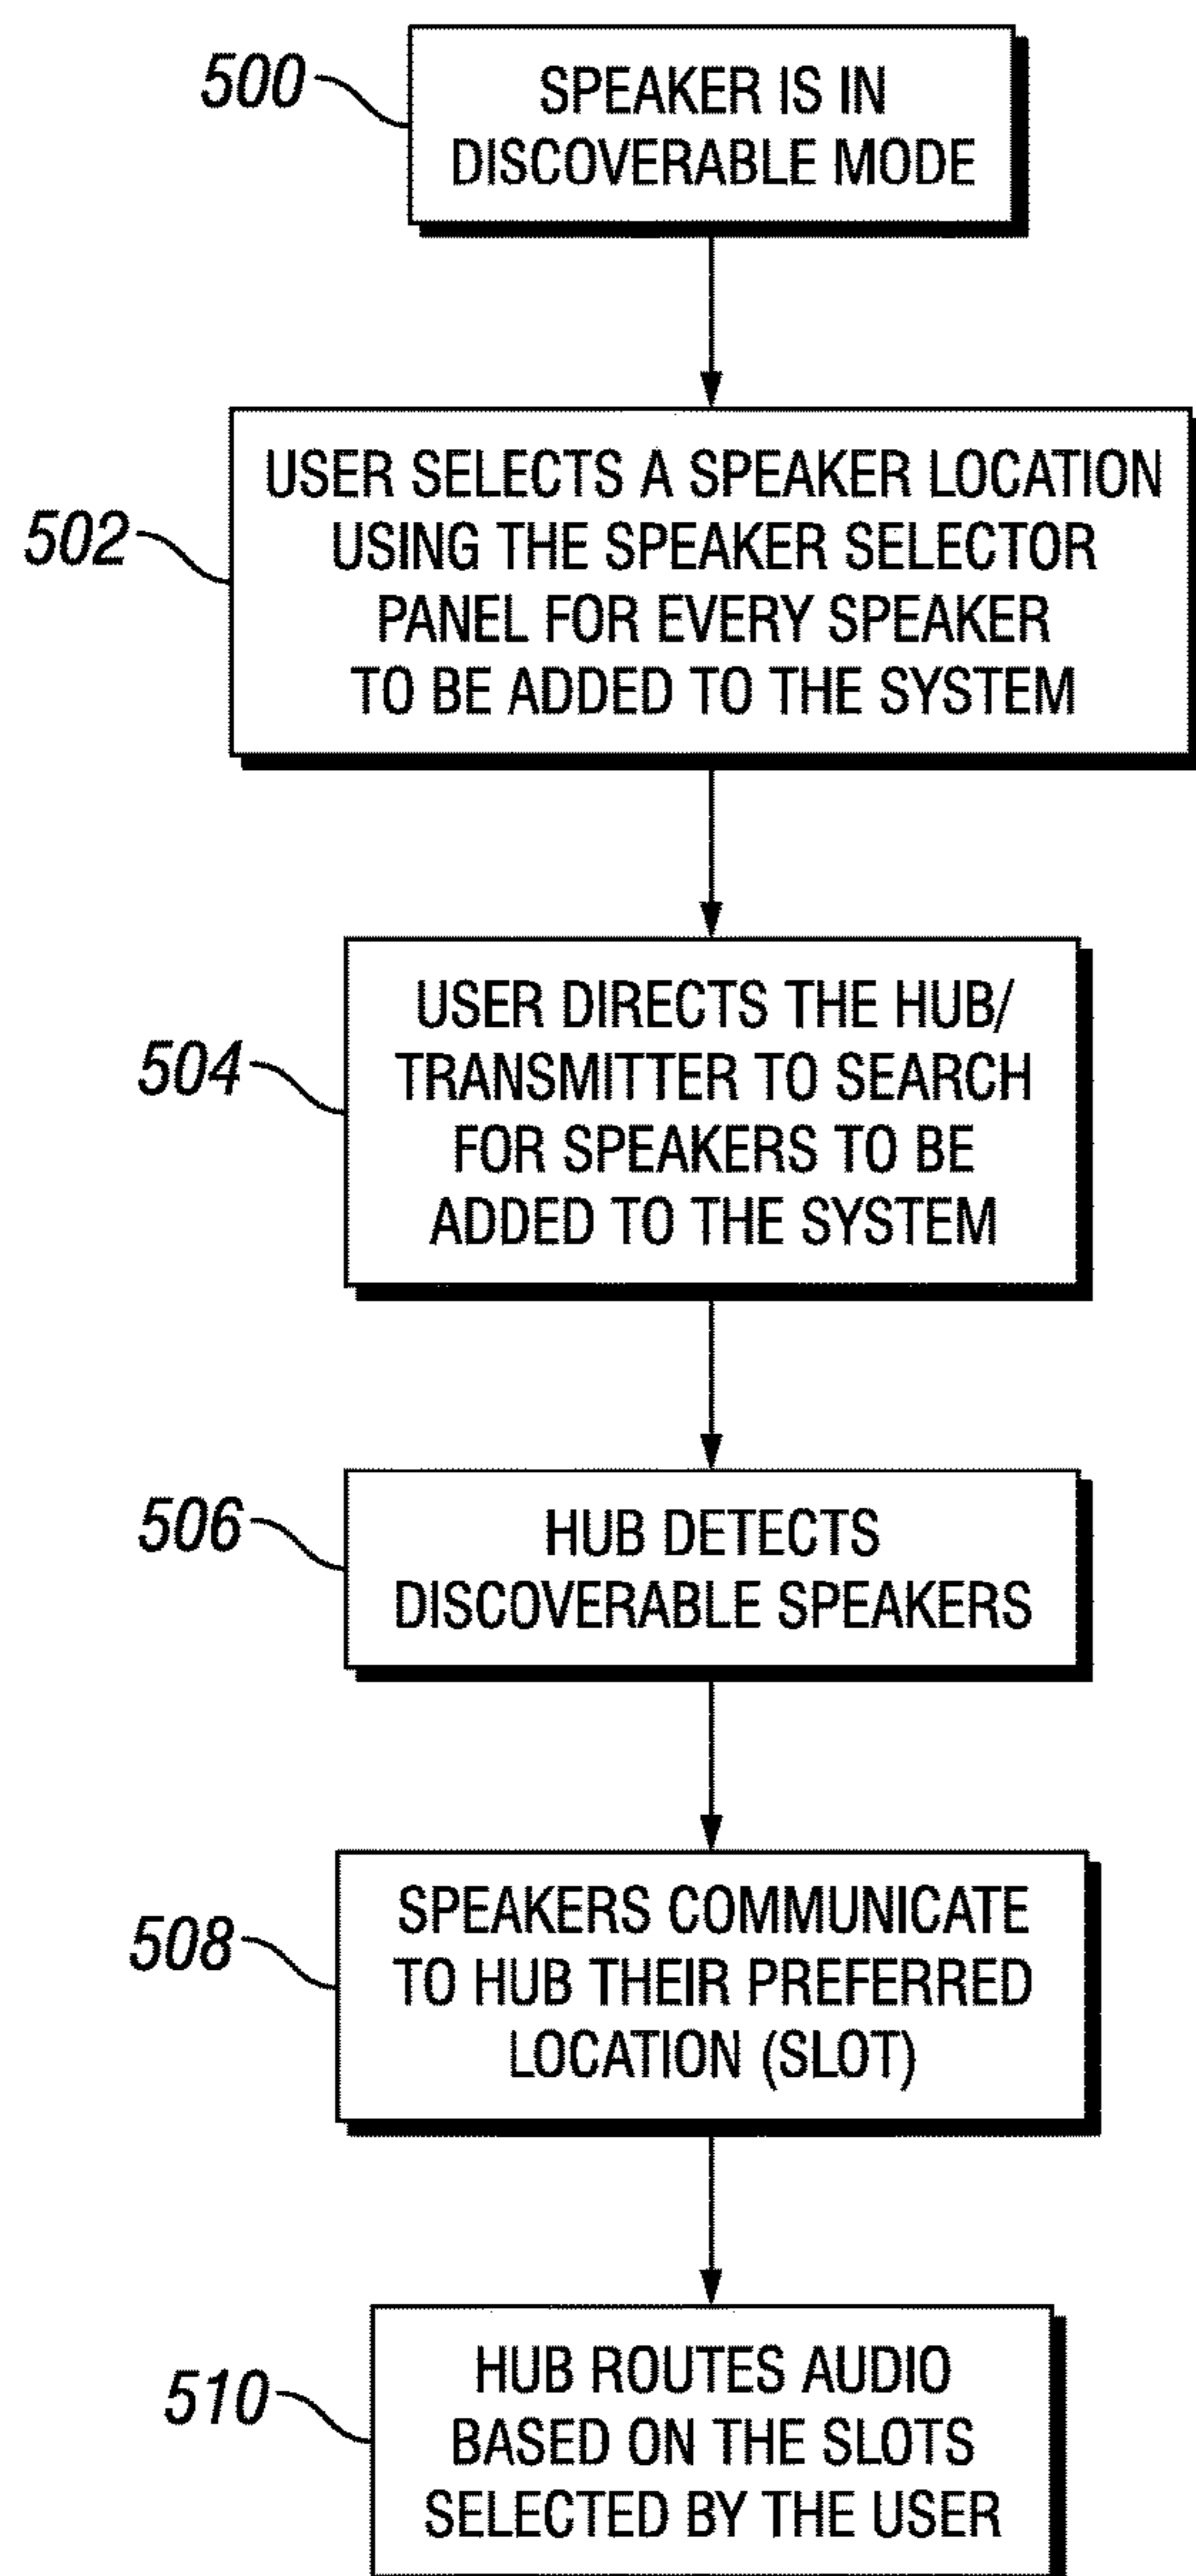 500
SPEAKER IS IN
DISCOVERABLE MODE
502
USER SELECTS A SPEAKER LOCATION
USING THE SPEAKER SELECTOR
PANEL FOR EVERY SPEAKER
TO BE ADDED TO THE SYSTEM
504
USER DIRECTS THE HUB/
TRANSMITTER TO SEARCH
FOR SPEAKERS TO BE
ADDED TO THE SYSTEM
506
HUB DETECTS
DISCOVERABLE SPEAKERS
508
SPEAKERS COMMUNICATE
TO HUB THEIR PREFERRED
LOCATION (SLOT)
510
HUB ROUTES AUDIO
BASED ON THE SLOTS
SELECTED BY THE USER